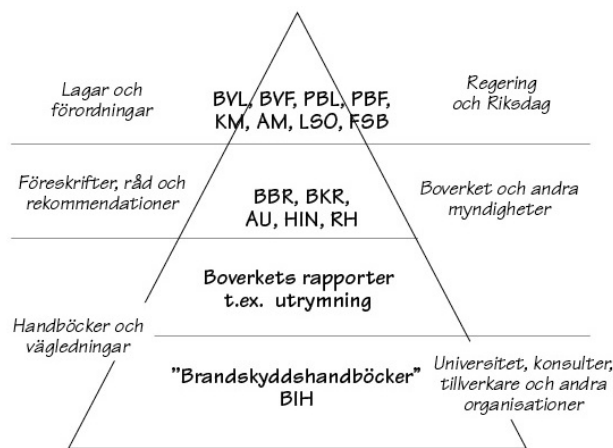 Lagar och
förordningar
BVL, BVF, PBL, PBF,
KM, AM, LSO, FSB
Regering
och Riksdag
Föreskrifter, råd och
rekommendationer
BBR, BKR,
AU, HIN, RH
Boverket och andra
myndigheter
Boverkets rapporter
t.ex. utrymning
Handböcker och
vägledningar
"Brandskyddshandböcker"
BIH
Universitet, konsulter,
tillverkare och andra
organisationer